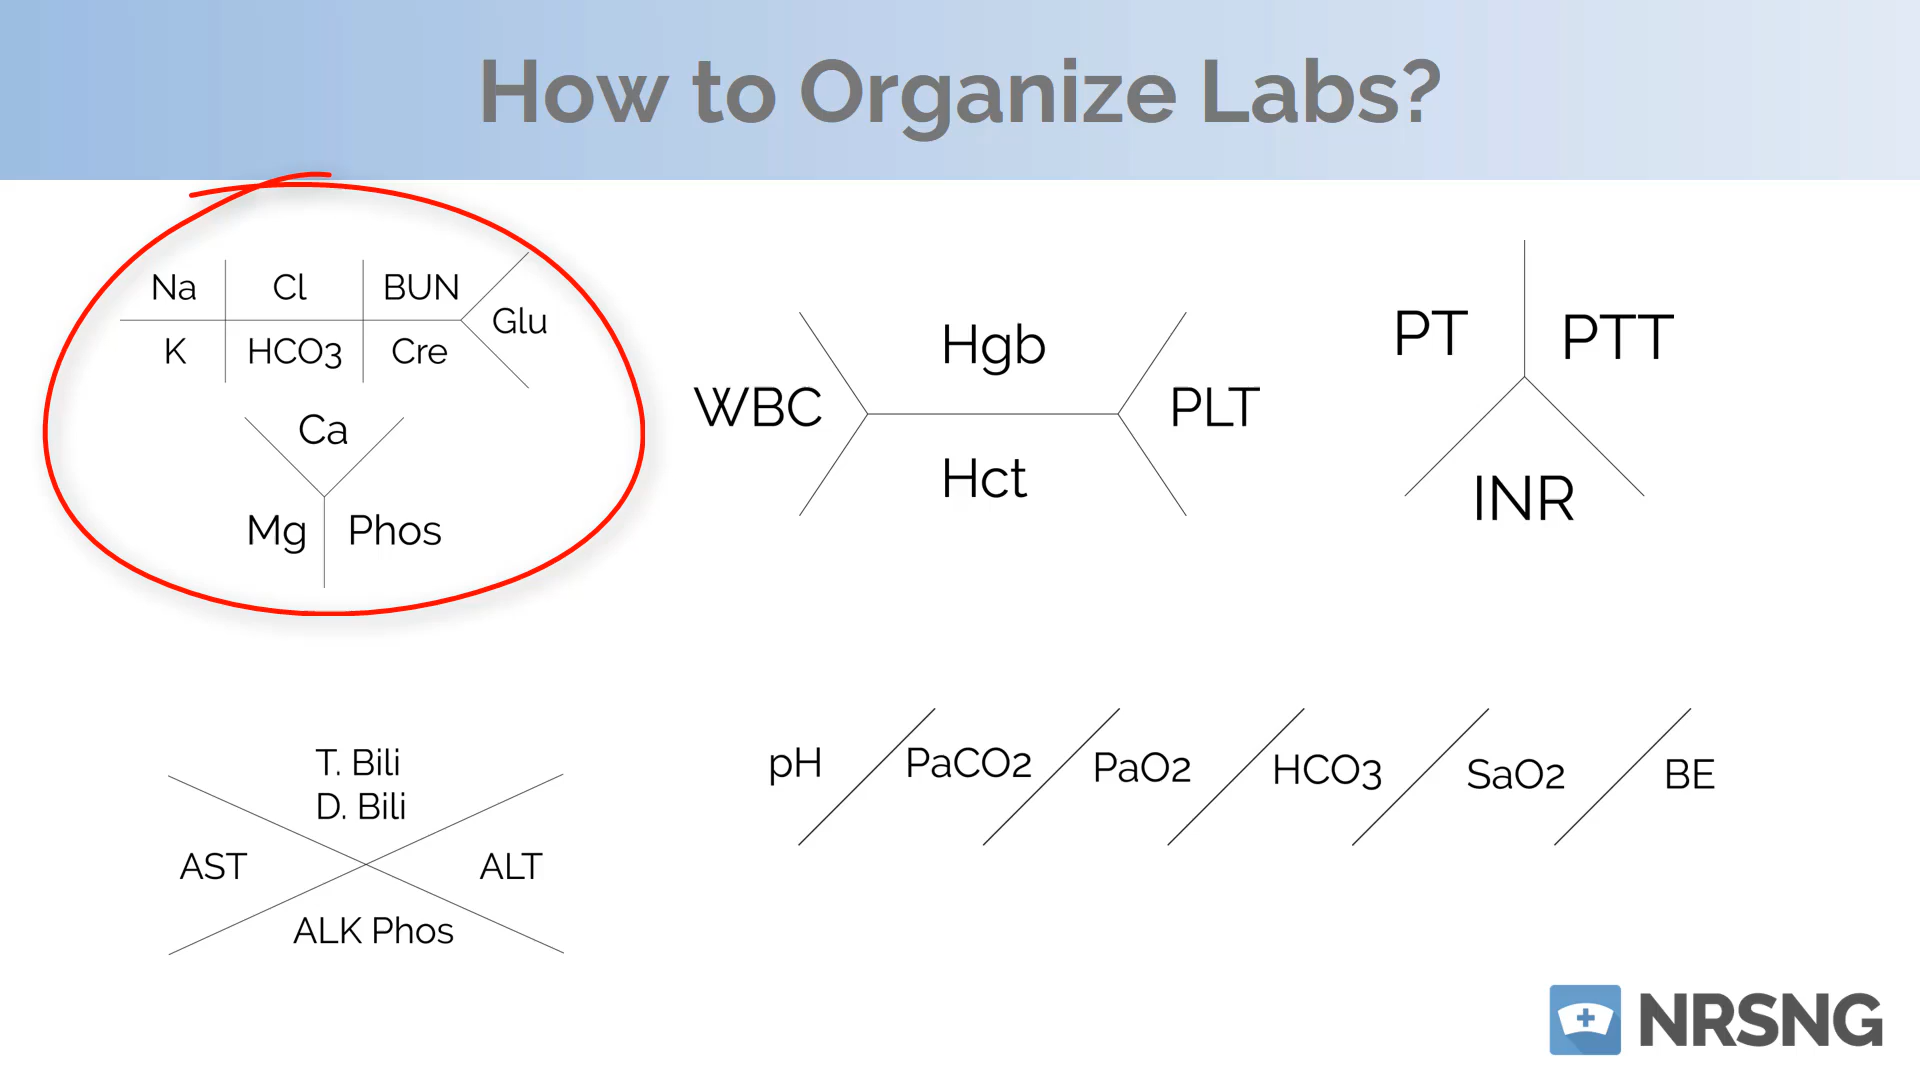 How to Organize Labs?
Na Cl BUN
Glu
K HCO3 Cre
Ca
Mg Phos
Hgb
WBC PLT
Hct
PT PTT
INR
T. Bili
D. Bili
AST ALT
ALK Phos
pH PaCO2 PaO2 HCO3 SaO2 BE
NRSNG